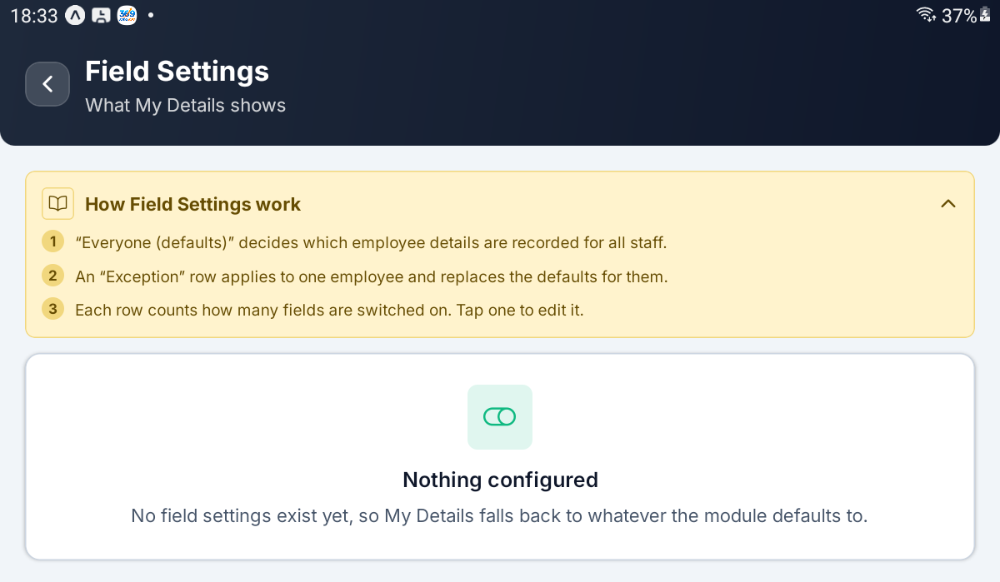 18:33
369
37%
Field Settings
What My Details shows
How Field Settings work
1 “Everyone (defaults)” decides which employee details are recorded for all staff.
2 An “Exception” row applies to one employee and replaces the defaults for them.
3 Each row counts how many fields are switched on. Tap one to edit it.
Nothing configured
No field settings exist yet, so My Details falls back to whatever the module defaults to.